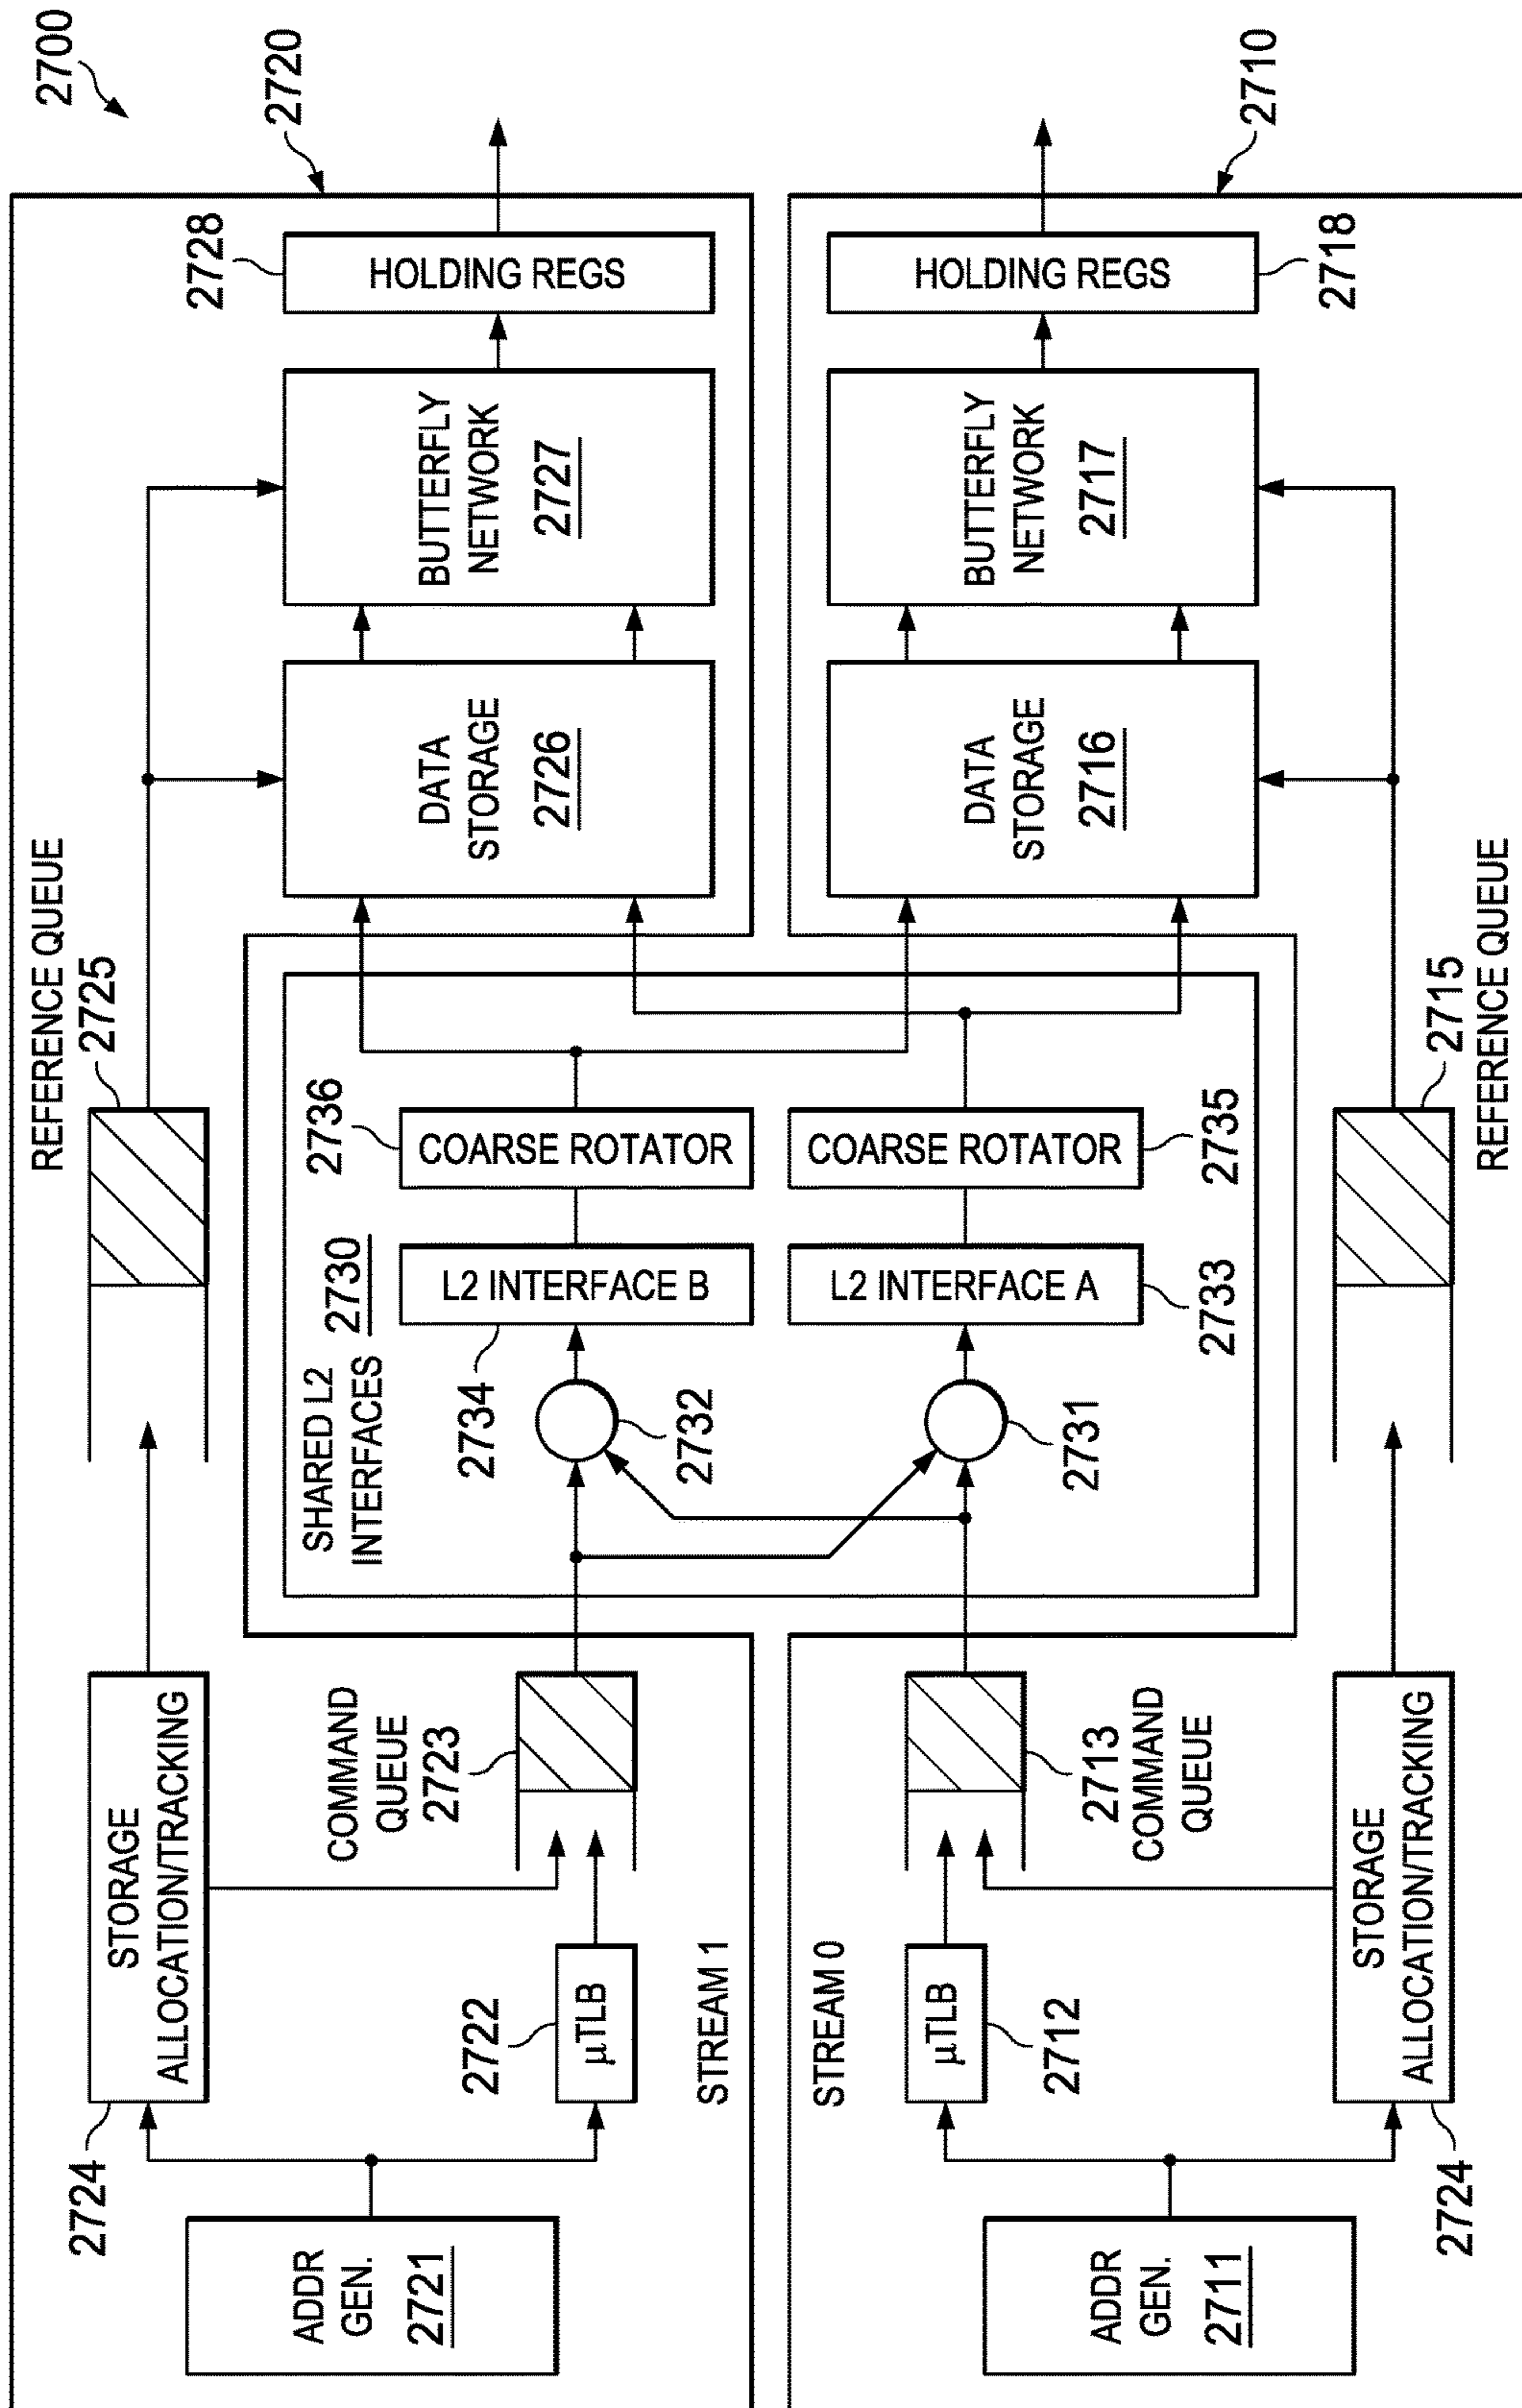 2700
2720
ADDR
GEN.
2721
2724
STORAGE
ALLOCATION/TRACKING
2722
μTLB
STREAM 1
COMMAND
QUEUE
2723
REFERENCE QUEUE
2725
SHARED L2
INTERFACES
2730
2732
2734
L2 INTERFACE B
2736
COARSE ROTATOR
DATA
STORAGE
2726
BUTTERFLY
NETWORK
2727
2728
HOLDING REGS
2731
L2 INTERFACE A
2733
COARSE ROTATOR
2735
STREAM 0
ADDR
GEN.
2711
μTLB
2712
2713
COMMAND
QUEUE
STORAGE
ALLOCATION/TRACKING
2724
2715
REFERENCE QUEUE
DATA
STORAGE
2716
BUTTERFLY
NETWORK
2717
HOLDING REGS
2718
2710